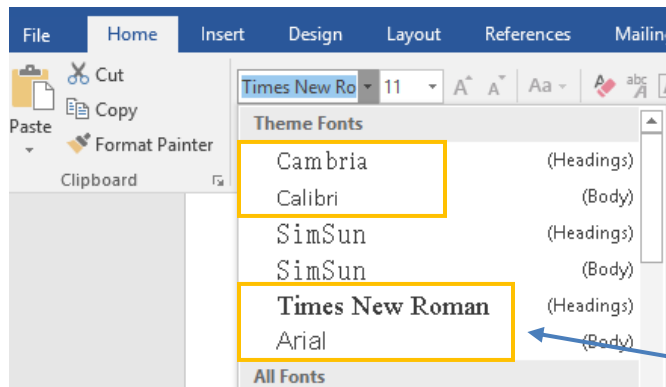 File Home Insert Design Layout References Mailin
Cut
Copy
Paste
Format Painter
Clipboard
Times New Ro 11 A A Aa abc A
Theme Fonts
Cambria (Headings)
Calibri (Body)
SimSun (Headings)
SimSun (Body)
Times New Roman (Headings)
Arial (Body)
All Fonts